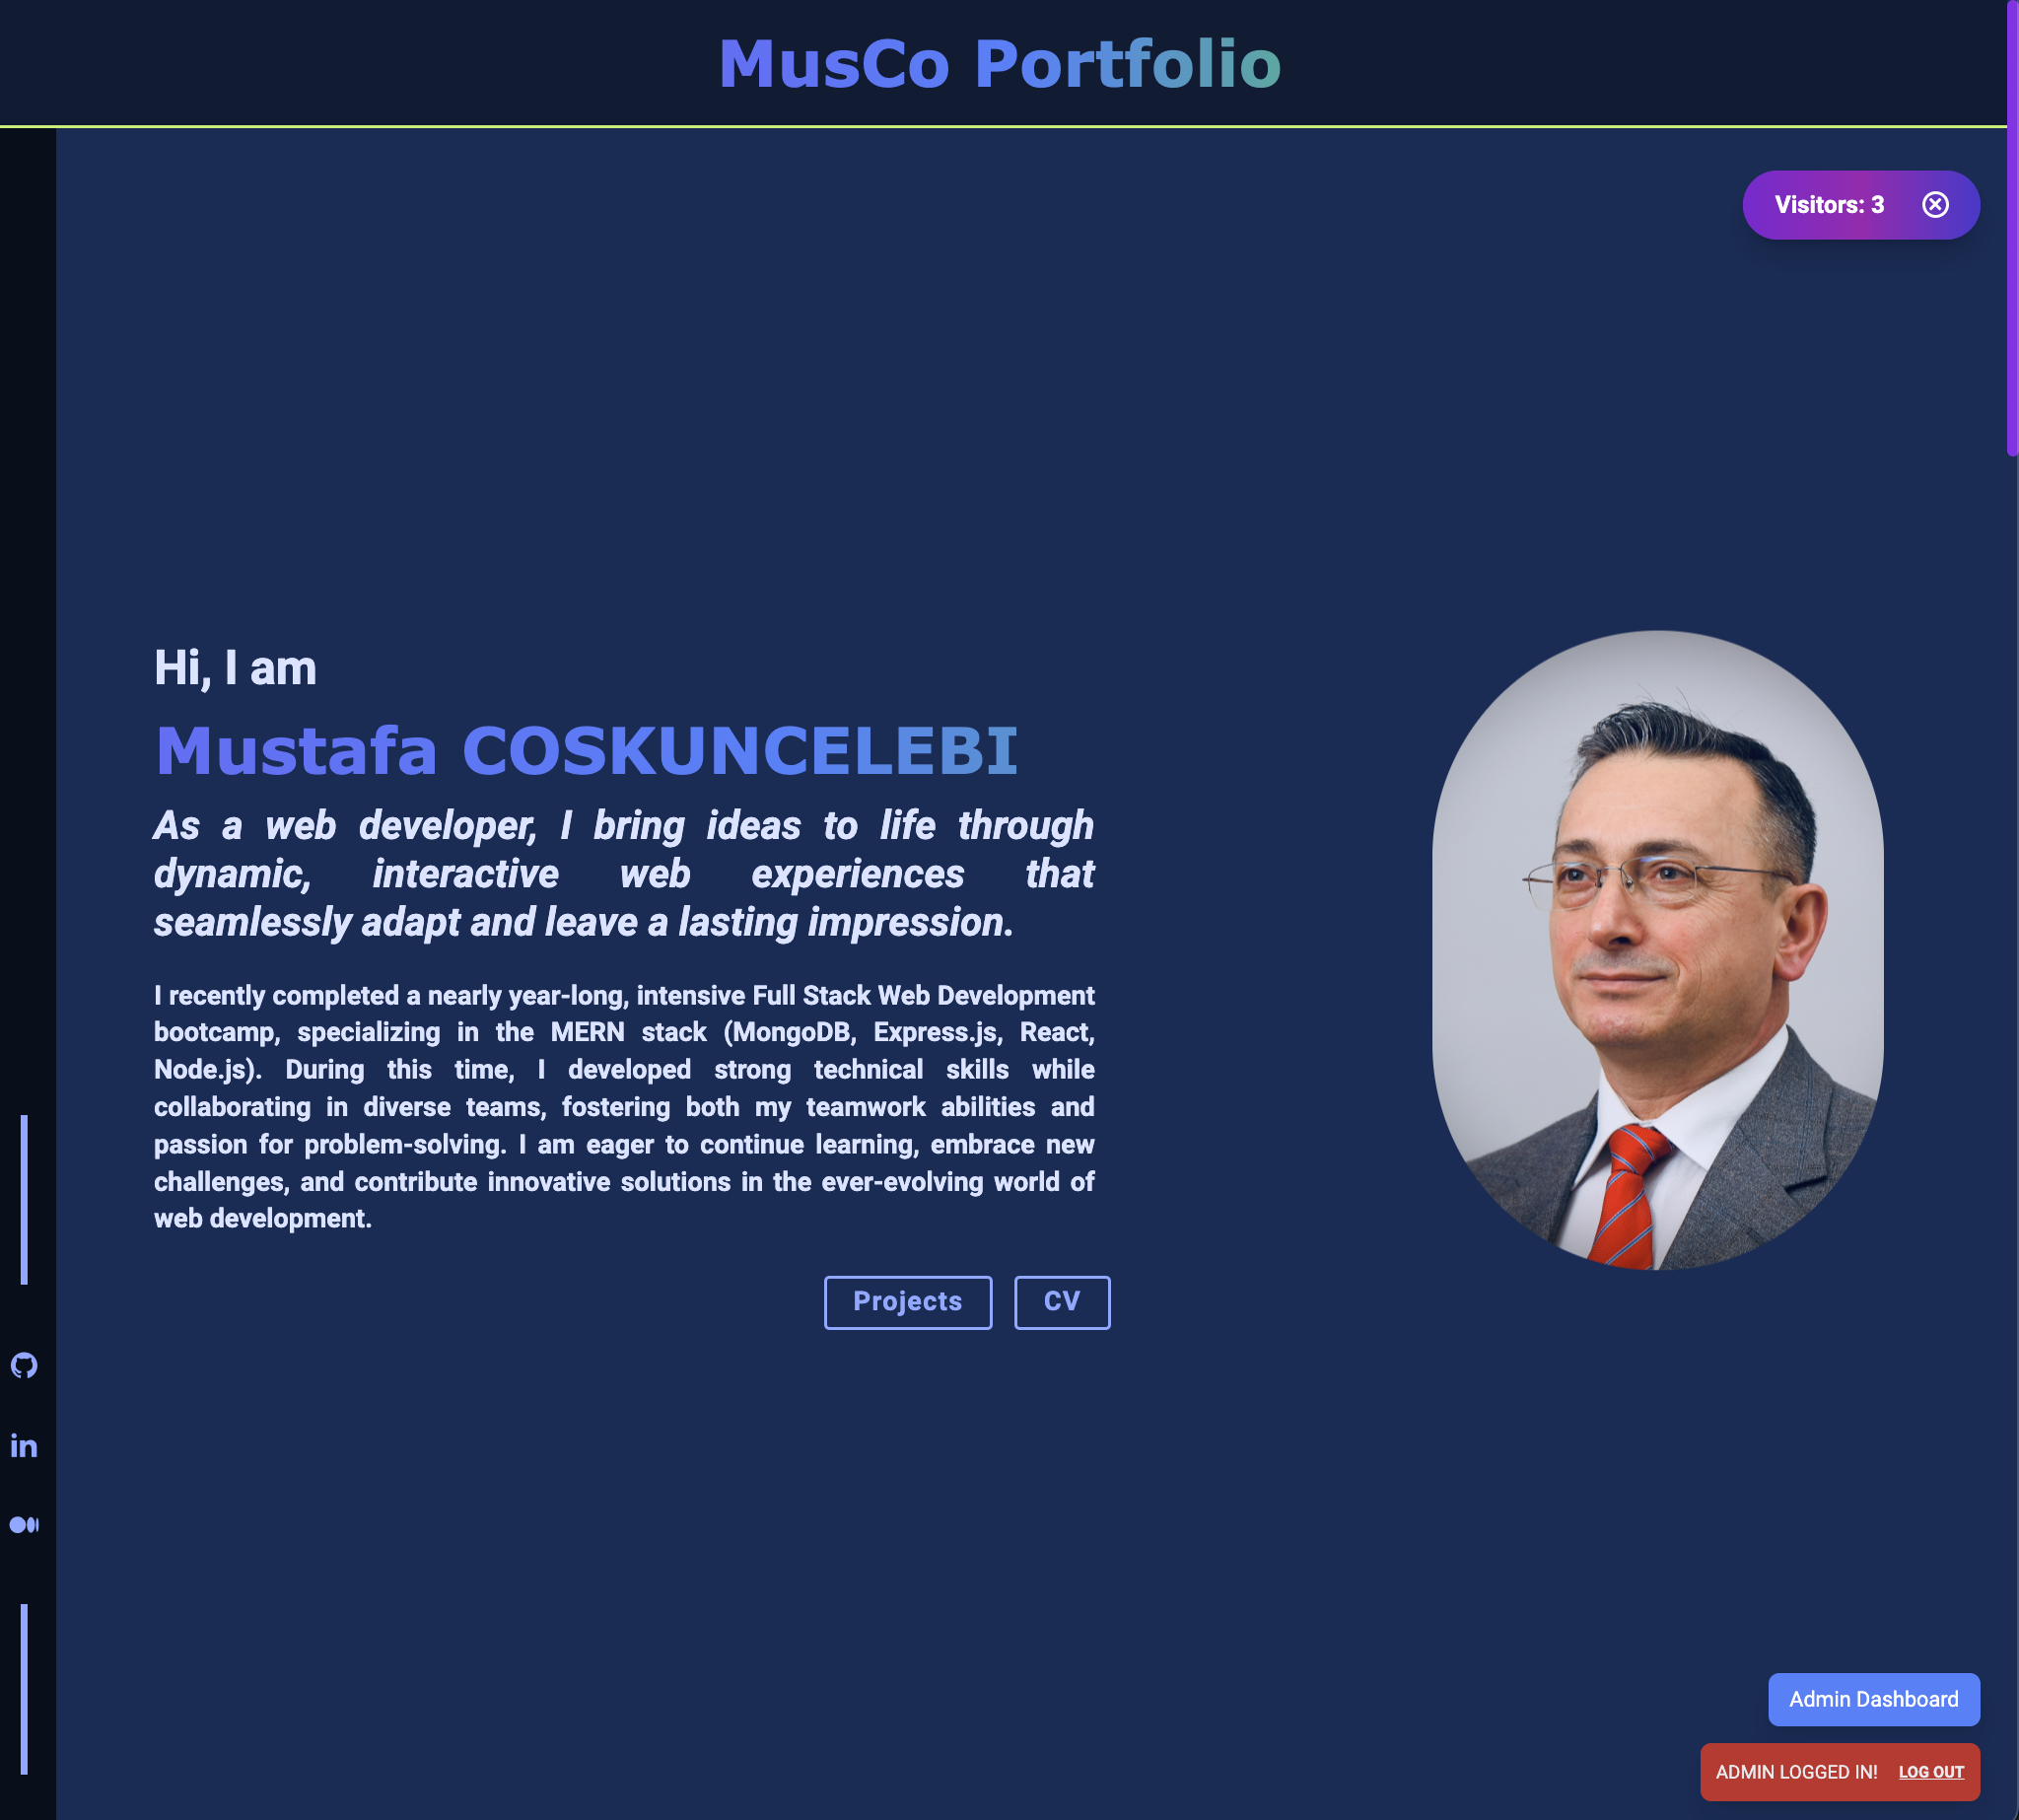 MusCo Portfolio
Visitors: 3
Hi, I am
Mustafa COSKUNCELEBI
As a web developer, I bring ideas to life through
dynamic, interactive web experiences that
seamlessly adapt and leave a lasting impression.
I recently completed a nearly year-long, intensive Full Stack Web Development
bootcamp, specializing in the MERN stack (MongoDB, Express.js, React,
Node.js). During this time, I developed strong technical skills while
collaborating in diverse teams, fostering both my teamwork abilities and
passion for problem-solving. I am eager to continue learning, embrace new
challenges, and contribute innovative solutions in the ever-evolving world of
web development.
Projects CV
in
Admin Dashboard
ADMIN LOGGED IN! LOG OUT